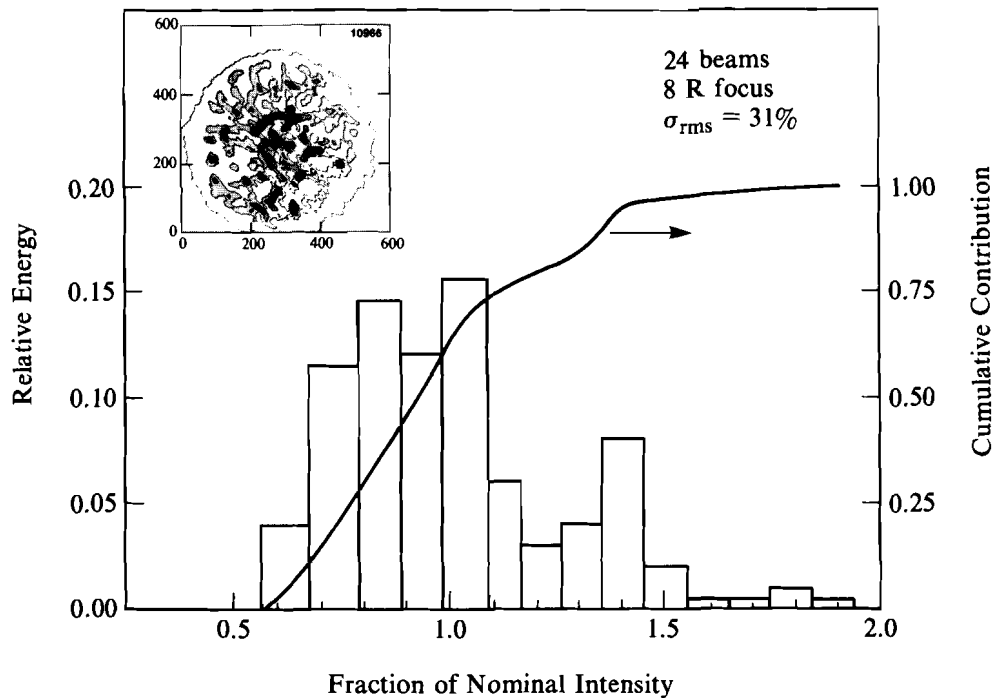 600
10966
400
200
0
0 200 400 600
24 beams
8 R focus
σrms = 31%
0.20
0.15
0.10
0.05
0.00
Relative Energy
1.00
0.75
0.50
0.25
0
Cumulative Contribution
0.5 1.0 1.5 2.0
Fraction of Nominal Intensity